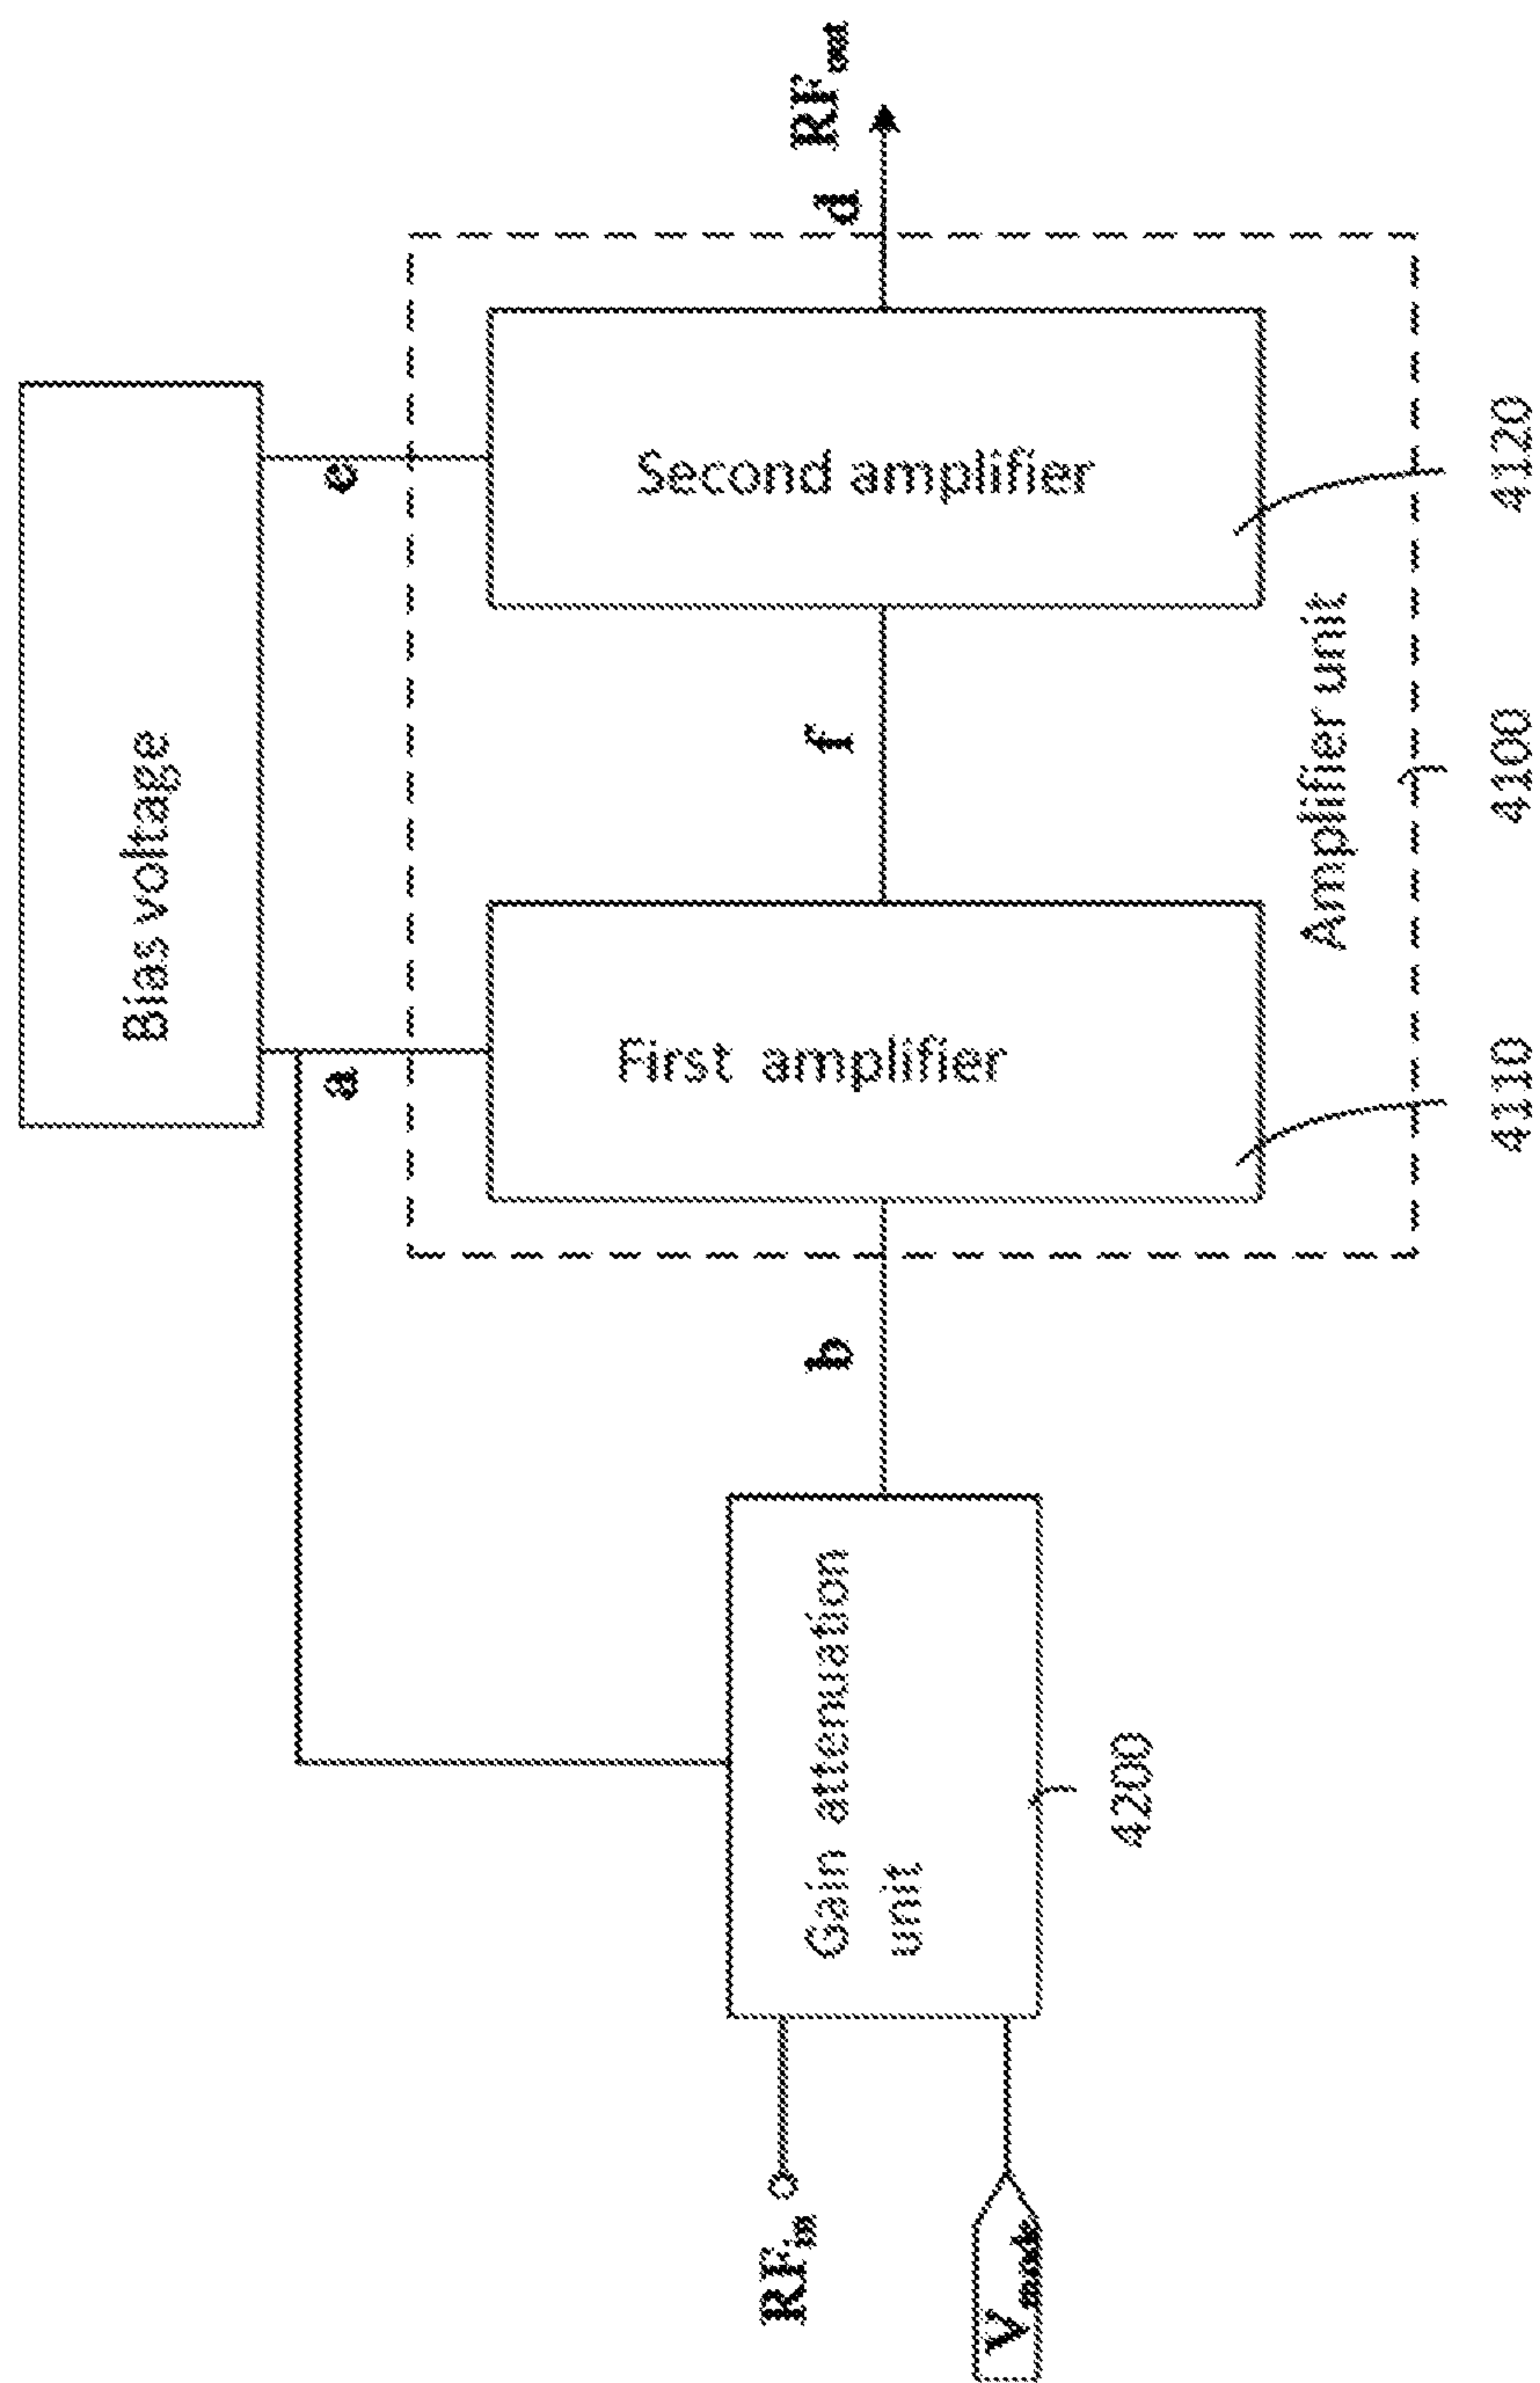 Bias voltage
a
e
RF_in
V_mode
Gain attenuation
unit
4200
b
First amplifier
4110
f
Second amplifier
4120
d
RF_out
Amplifier unit
4100